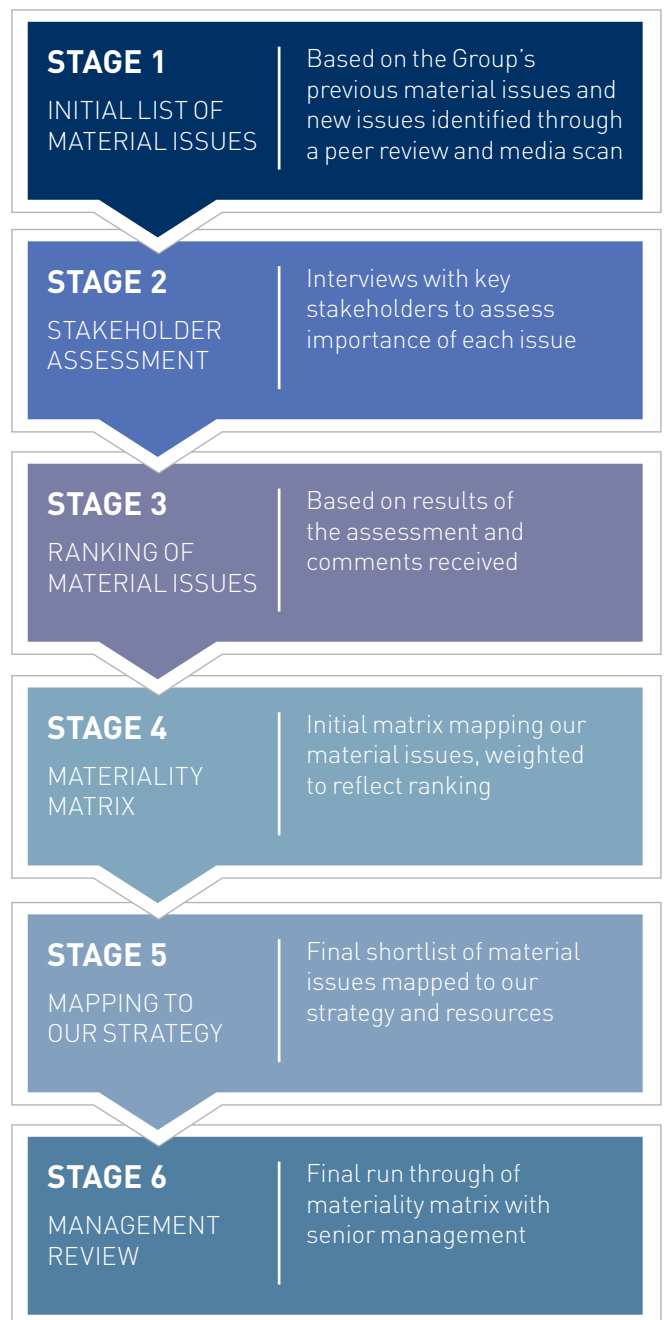 STAGE 1
INITIAL LIST OF
MATERIAL ISSUES
Based on the Group’s
previous material issues and
new issues identified through
a peer review and media scan
STAGE 2
STAKEHOLDER
ASSESSMENT
Interviews with key
stakeholders to assess
importance of each issue
STAGE 3
RANKING OF
MATERIAL ISSUES
Based on results of
the assessment and
comments received
STAGE 4
MATERIALITY
MATRIX
Initial matrix mapping our
material issues, weighted
to reflect ranking
STAGE 5
MAPPING TO
OUR STRATEGY
Final shortlist of material
issues mapped to our
strategy and resources
STAGE 6
MANAGEMENT
REVIEW
Final run through of
materiality matrix with
senior management